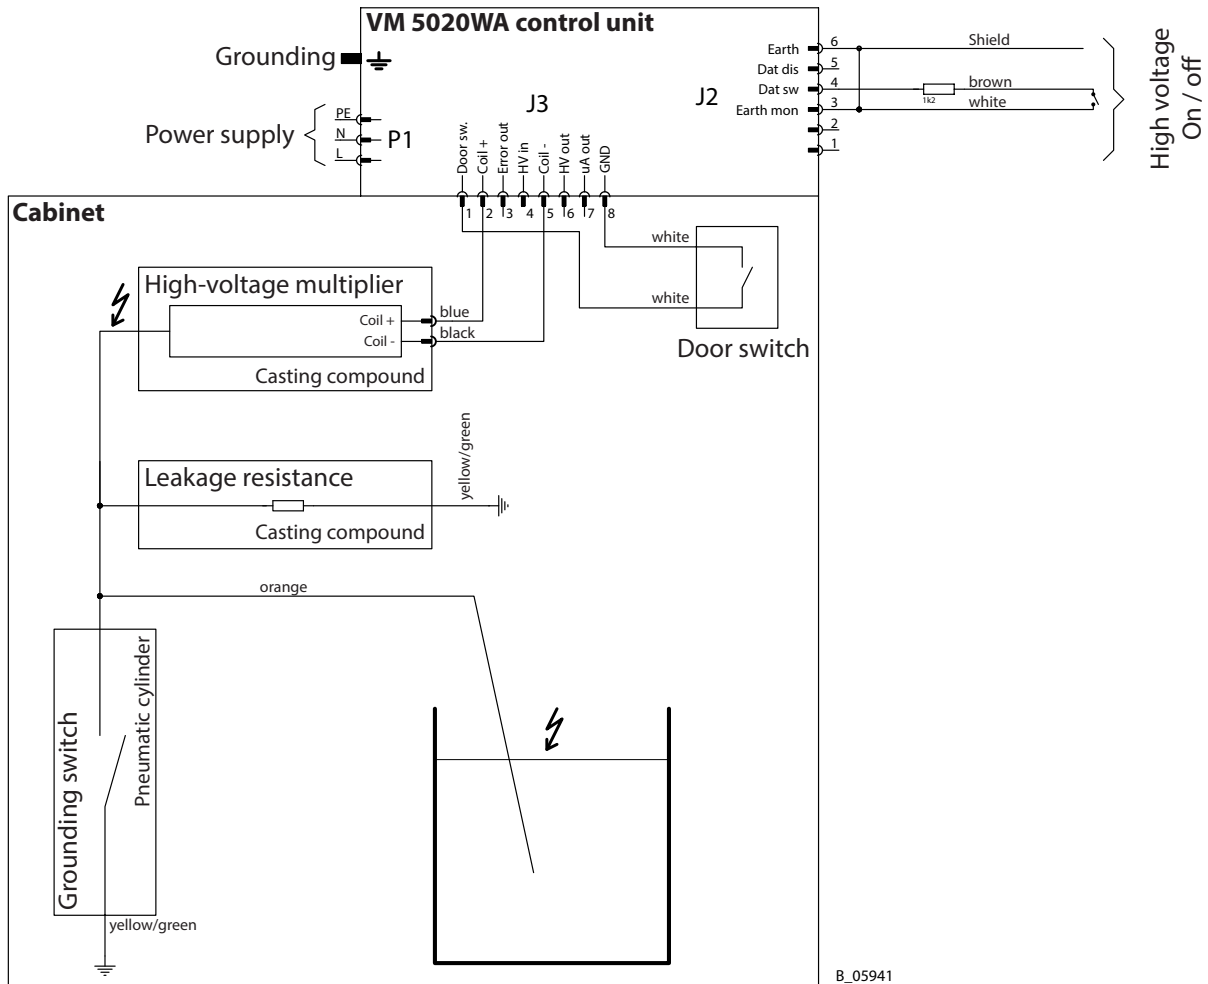 VM 5020WA control unit
Grounding
Power supply
PE
N
L
P1
J3
Door sw.
Coil +
Error out
HV in
Coil -
HV out
uA out
GND
1
2
3
4
5
6
7
8
J2
Earth
Dat dis
Dat sw
Earth mon
6
5
4
3
2
1
Shield
brown
1k2
white
High voltage
On / off
Cabinet
white
white
Door switch
High-voltage multiplier
Coil +
Coil -
blue
black
Casting compound
Leakage resistance
Casting compound
yellow/green
orange
Grounding switch
Pneumatic cylinder
yellow/green
B_05941